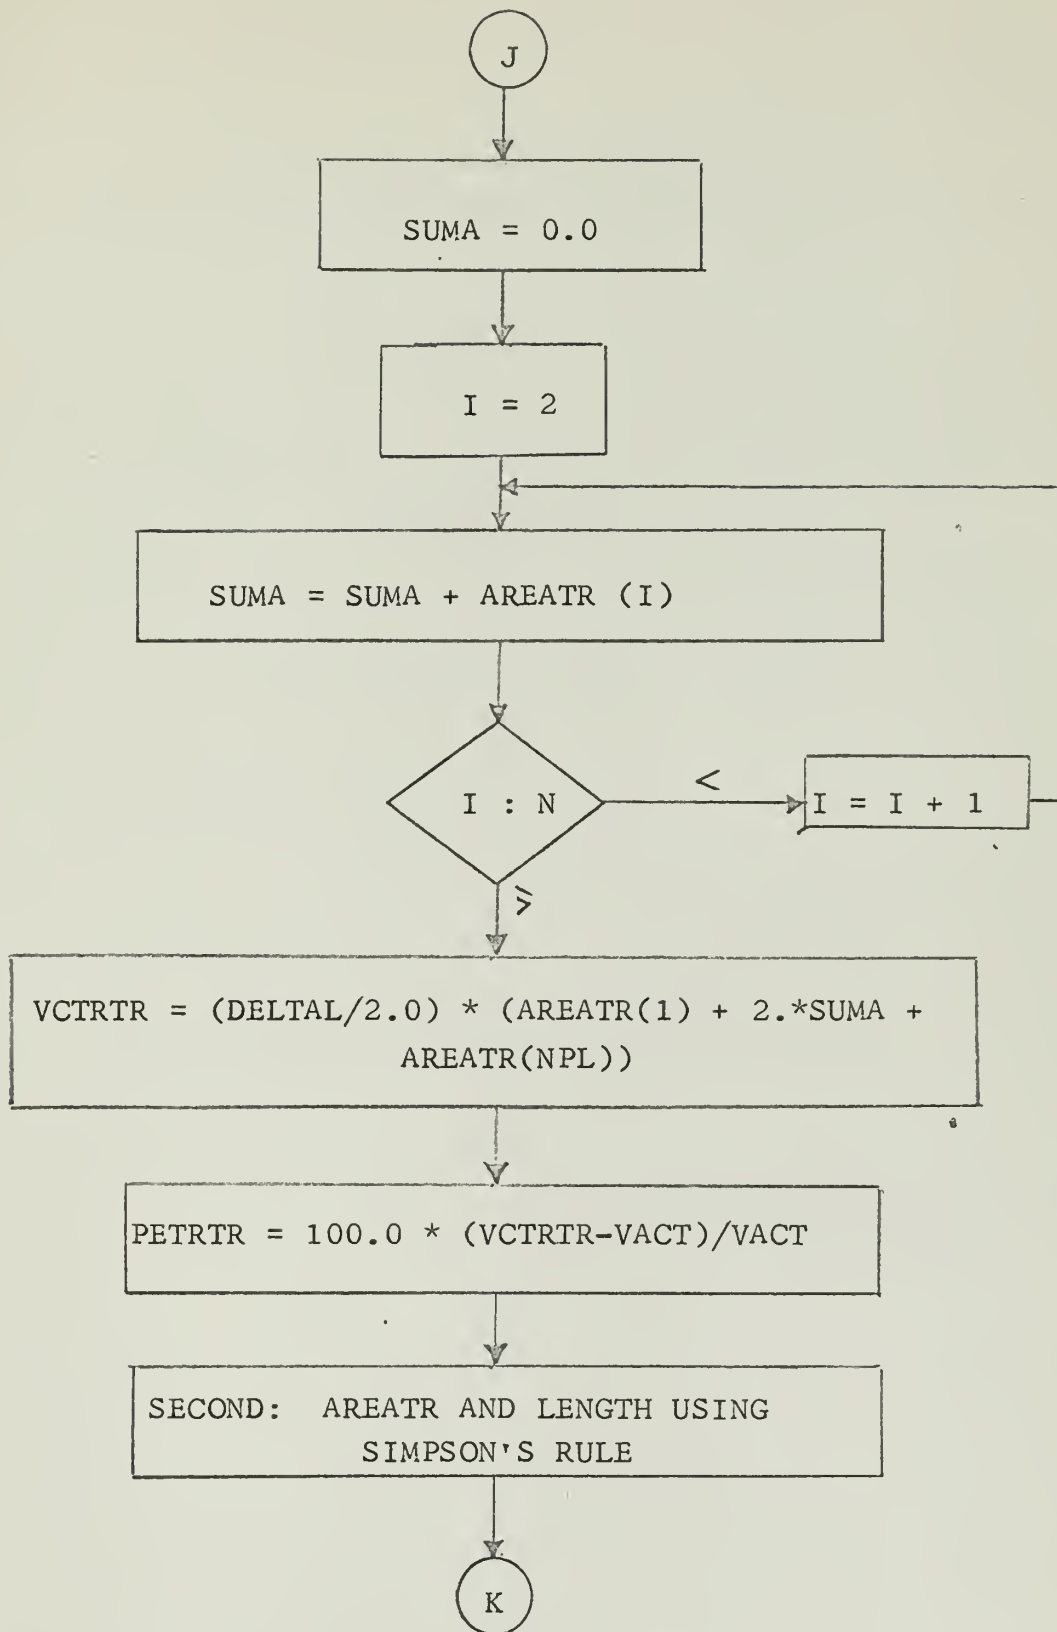 J
SUMA = 0.0
I = 2
SUMA = SUMA + AREATR (I)
I : N
<
I = I + 1
≥
VCTRTR = (DELTAL/2.0) * (AREATR(1) + 2.*SUMA +
AREATR(NPL))
PETRTR = 100.0 * (VCTRTR-VACT)/VACT
SECOND: AREATR AND LENGTH USING
SIMPSON'S RULE
K